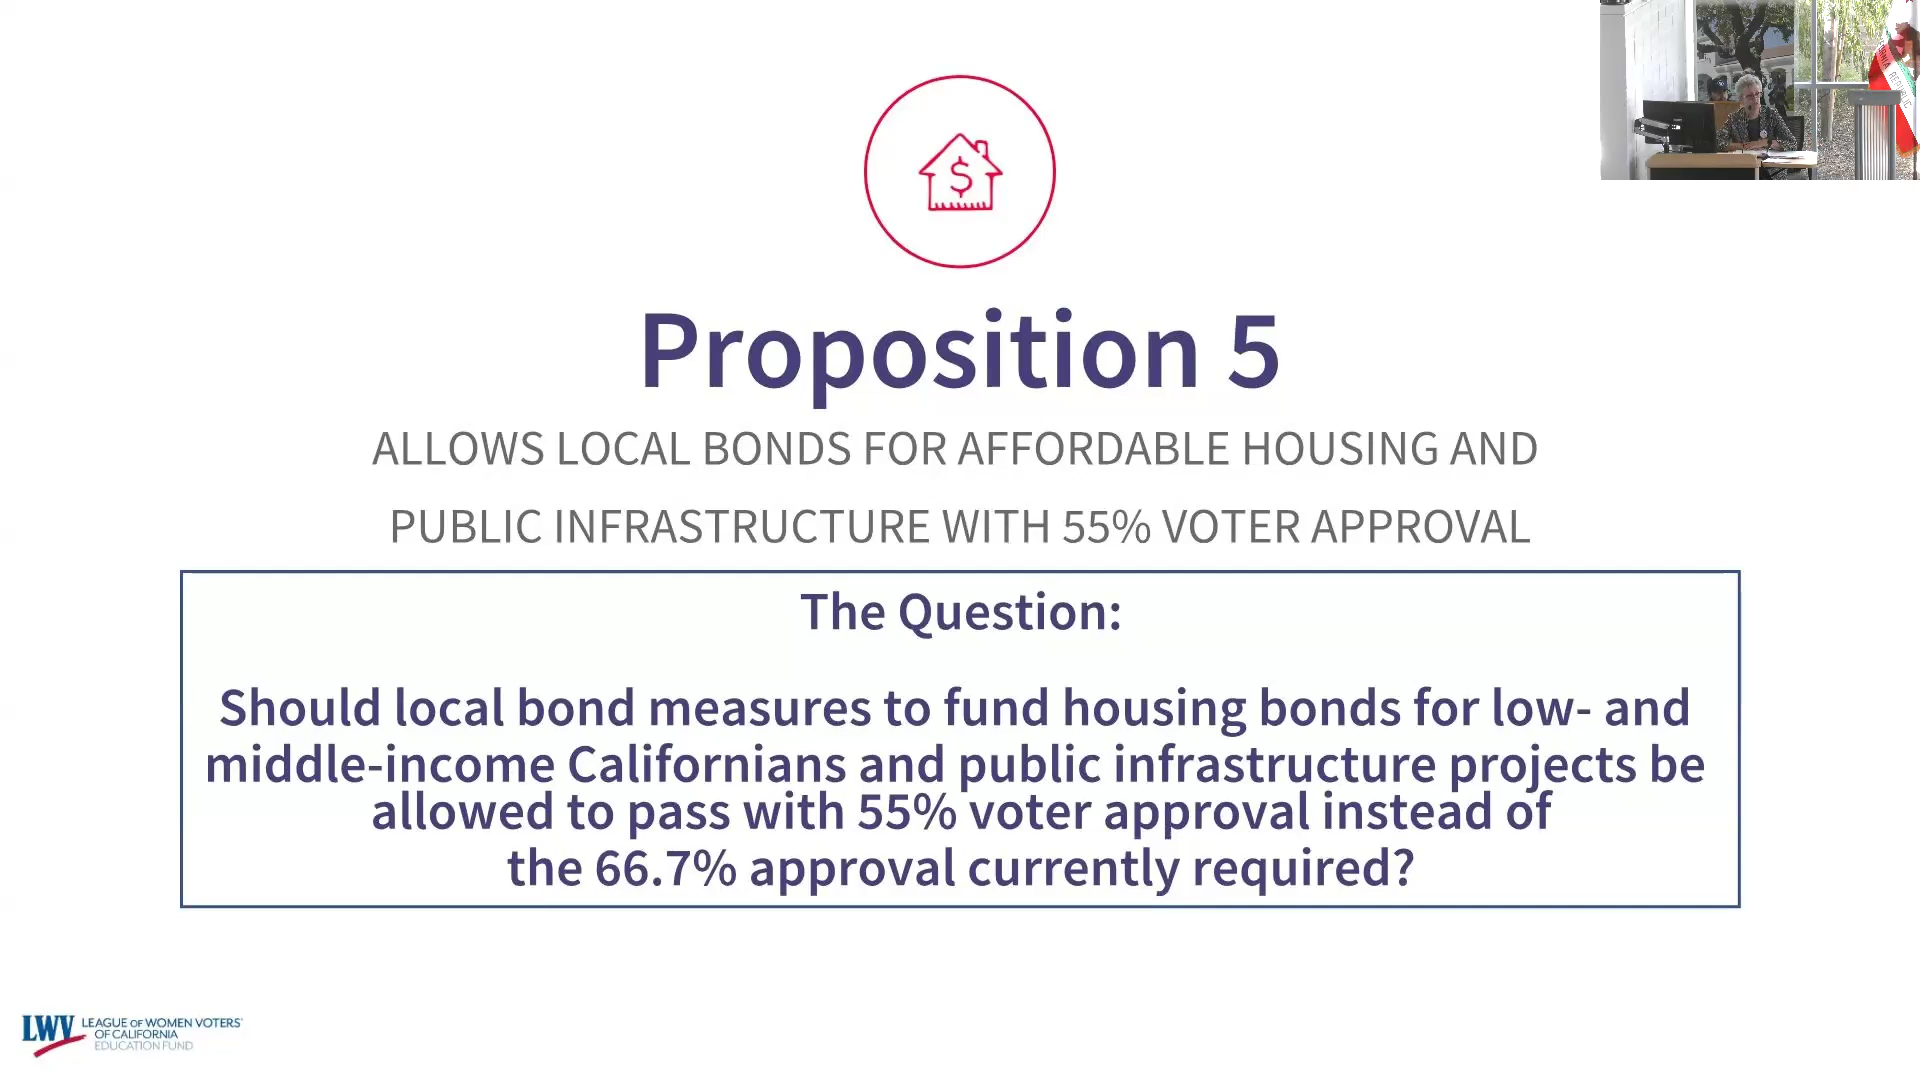 $
Proposition 5
ALLOWS LOCAL BONDS FOR AFFORDABLE HOUSING AND
PUBLIC INFRASTRUCTURE WITH 55% VOTER APPROVAL
The Question:
Should local bond measures to fund housing bonds for low- and
middle-income Californians and public infrastructure projects be
allowed to pass with 55% voter approval instead of
the 66.7% approval currently required?
LWV LEAGUE OF WOMEN VOTERS'
OF CALIFORNIA
EDUCATION FUND
REPUBLIC